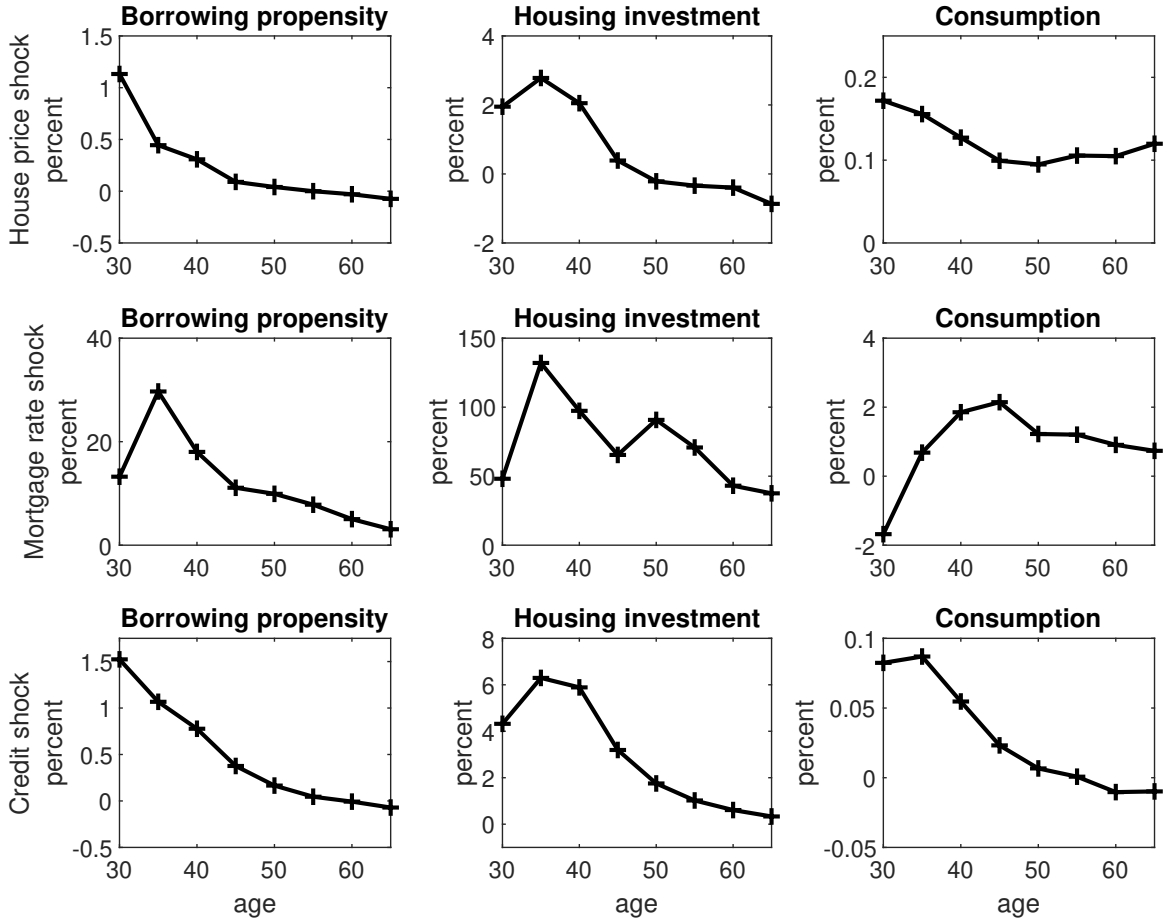 Borrowing propensity
Housing investment
Consumption
House price shock
percent
1.5
1
0.5
0
-0.5
30 40 50 60
percent
4
2
0
-2
30 40 50 60
percent
0.2
0.1
0
30 40 50 60
Borrowing propensity
Housing investment
Consumption
Mortgage rate shock
percent
40
20
0
30 40 50 60
percent
150
100
50
0
30 40 50 60
percent
4
2
0
-2
30 40 50 60
Borrowing propensity
Housing investment
Consumption
Credit shock
percent
1.5
1
0.5
0
-0.5
30 40 50 60
age
percent
8
6
4
2
0
30 40 50 60
age
percent
0.1
0.05
0
-0.05
30 40 50 60
age